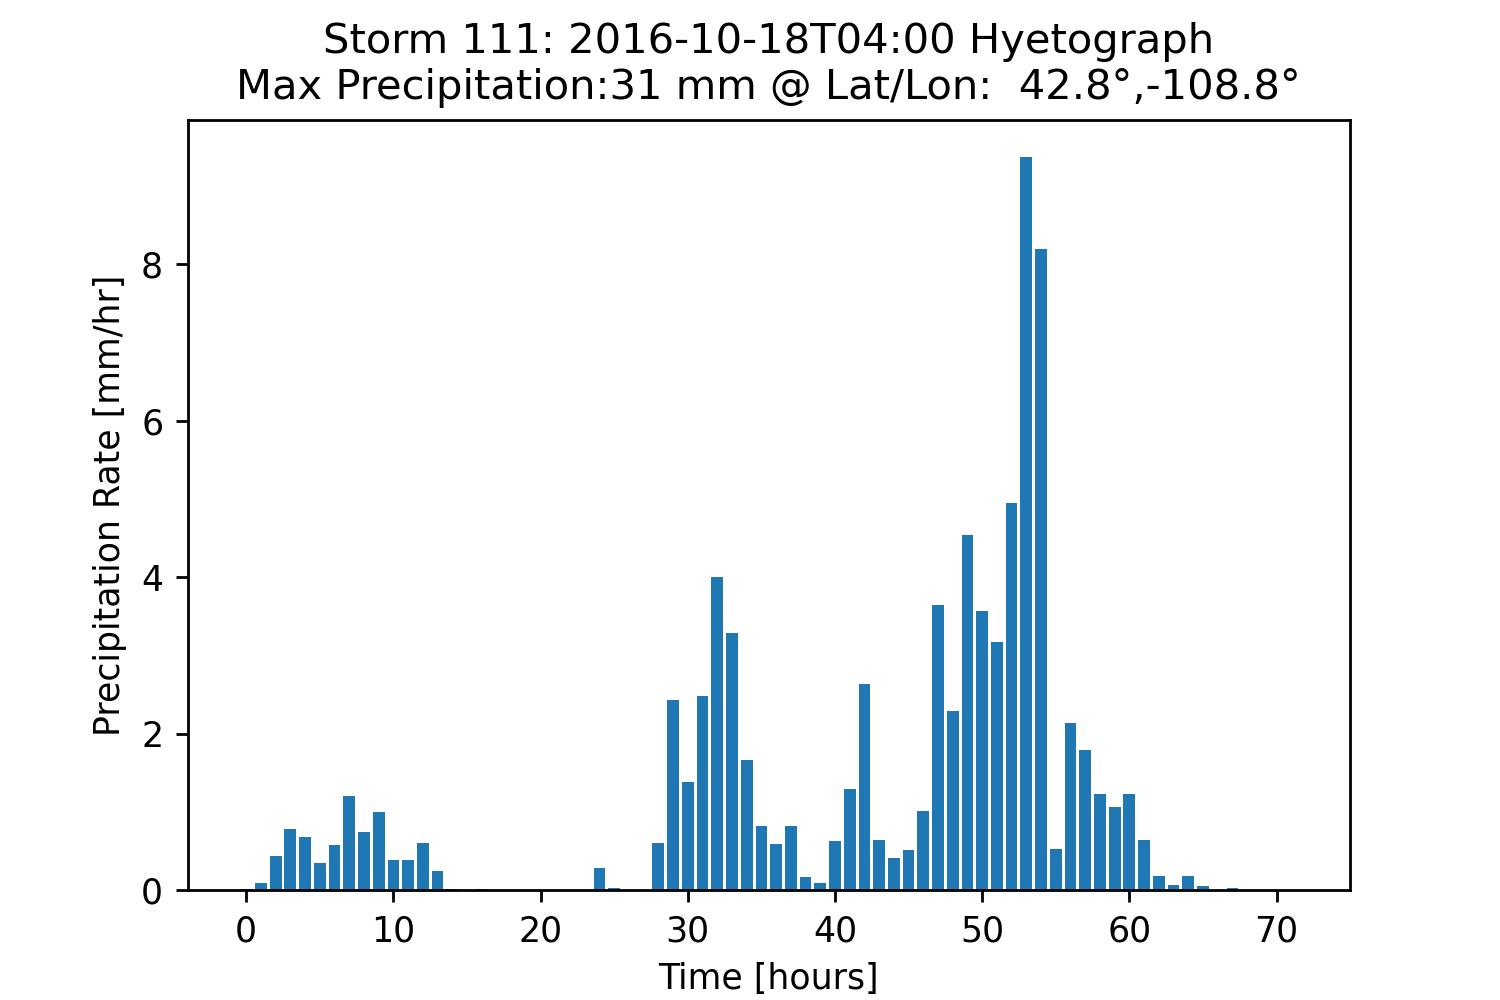 Storm 111: 2016-10-18T04:00 Hyetograph
Max Precipitation:31 mm @ Lat/Lon:  42.8°,-108.8°
Precipitation Rate [mm/hr]
8
6
4
2
0
0 10 20 30 40 50 60 70
Time [hours]